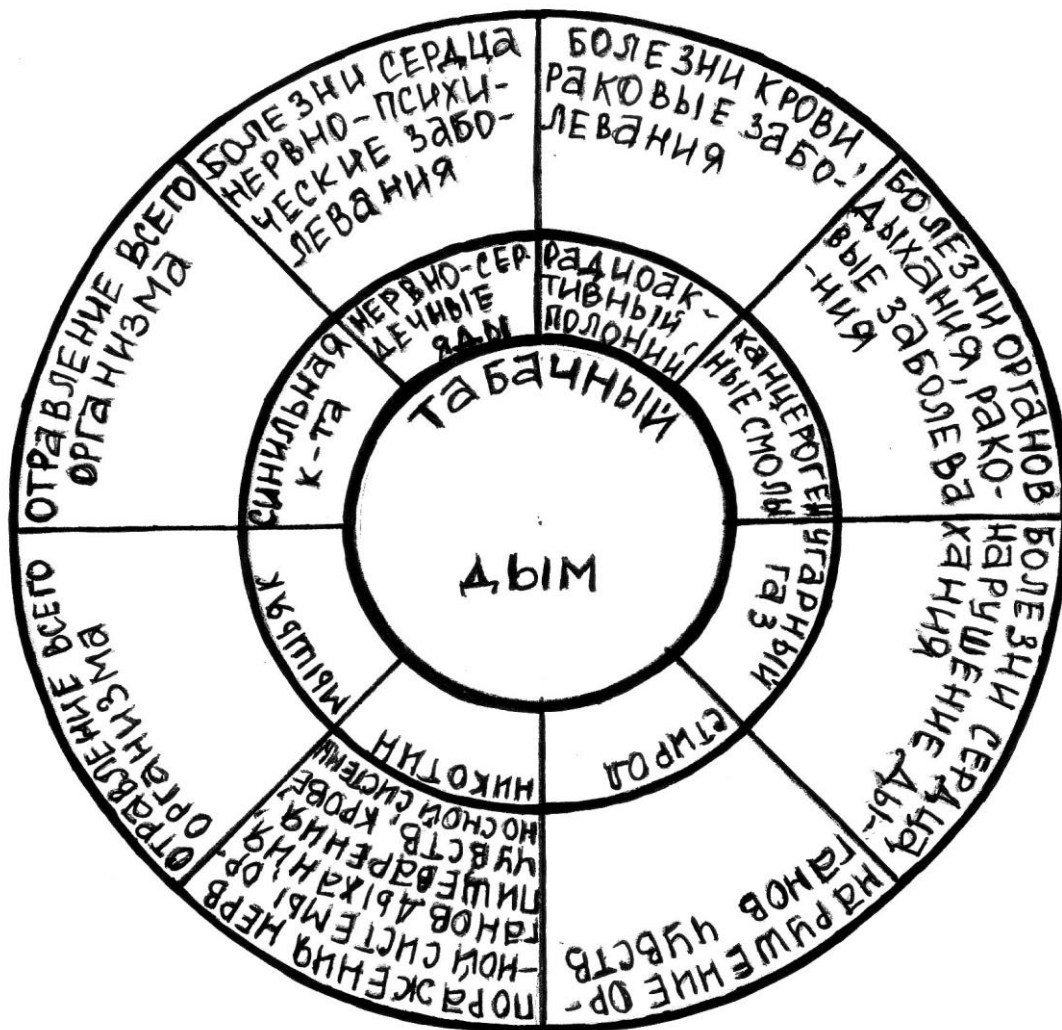 ТАБАЧНЫЙ
ДЫМ
НЕРВНО-СЕР
ДЕЧНЫЕ
ЯДЫ
РАДИОАК-
ТИВНЫЙ
ПОЛОНИЙ
КАНЦЕРОГЕН
НЫЕ СМОЛЫ
УГАРНЫЙ
ГАЗ
СТИРОЛ
НИКОТИН
МЫШЬЯК
СИНИЛЬНАЯ
К-ТА
БОЛЕЗНИ СЕРДЦА
НЕРВНО-ПСИХИ-
ЧЕСКИЕ ЗАБО-
ЛЕВАНИЯ
БОЛЕЗНИ КРОВИ,
РАКОВЫЕ ЗАБО-
ЛЕВАНИЯ
БОЛЕЗНИ ОРГАНОВ
ДЫХАНИЯ, РАКО-
ВЫЕ ЗАБОЛЕВА
-НИЯ
БОЛЕЗНИ СЕРДЦА,
НАРУШЕНИЕ ДЫ-
ХАНИЯ
НАРУШЕНИЕ ОР-
ГАНОВ ЧУВСТВ
ПОРАЖЕНИЯ НЕРВ
-НОЙ СИСТЕМЫ ОР-
ГАНОВ ДЫХАНИЯ,
ПИЩЕВАРЕНИЯ
ЧУВСТВ, КРОВЕ
НОСНОЙ СИСТЕМЫ
ОТРАВЛЕНИЕ ВСЕГО
ОРГАНИЗМА
ОТРАВЛЕНИЕ ВСЕГО
ОРГАНИЗМА